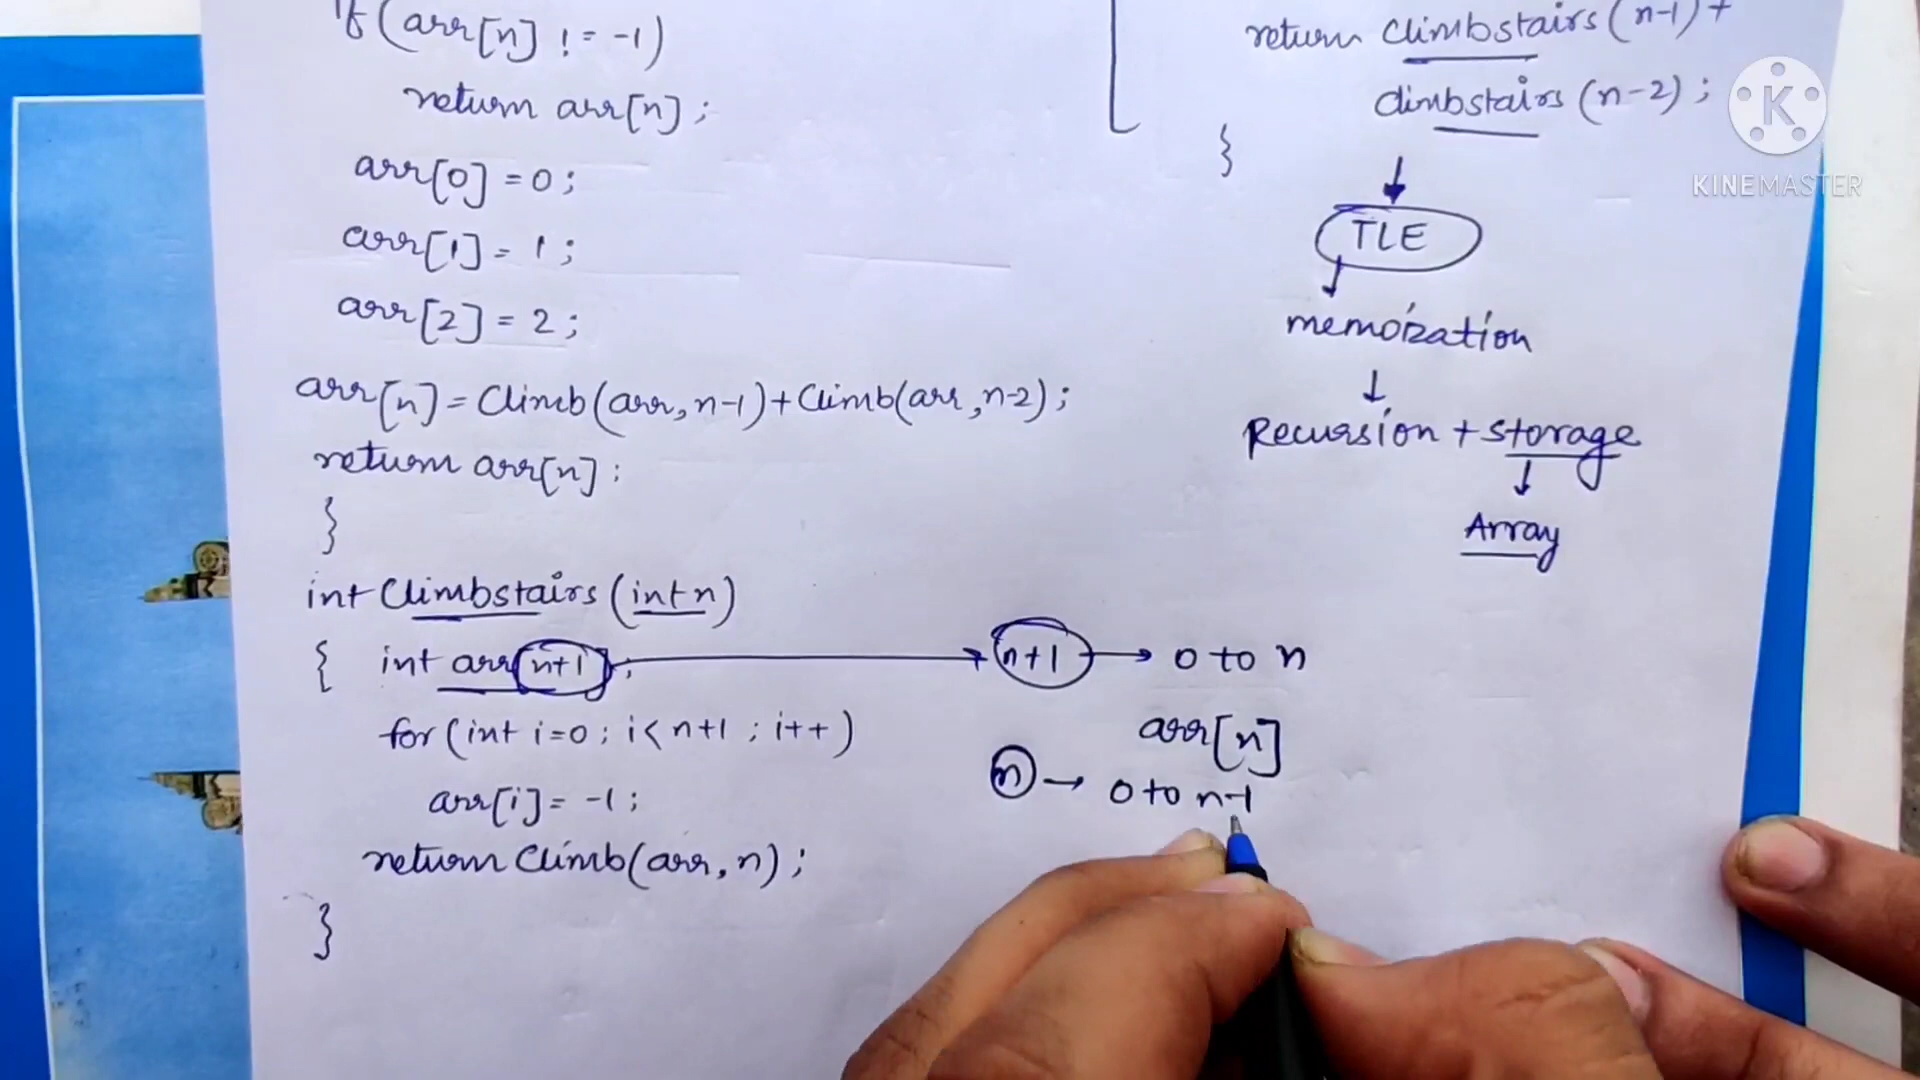 if (arr[n] != -1)
return arr[n];
arr[0] = 0;
arr[1] = 1;
arr[2] = 2;
arr[n] = Climb(arr, n-1) + Climb(arr, n-2);
return arr[n];
}
int Climbstairs (int n)
{ int arr[n+1];
for (int i=0; i< n+1; i++)
arr[i] = -1;
return Climb(arr, n);
}
return Climbstairs (n-1) +
Climbstairs (n-2);
}
↓
TLE
↓
memoization
↓
Recursion + storage
↓
Array
n+1 → 0 to n
arr[n]
n → 0 to n-1
K
KINEMASTER